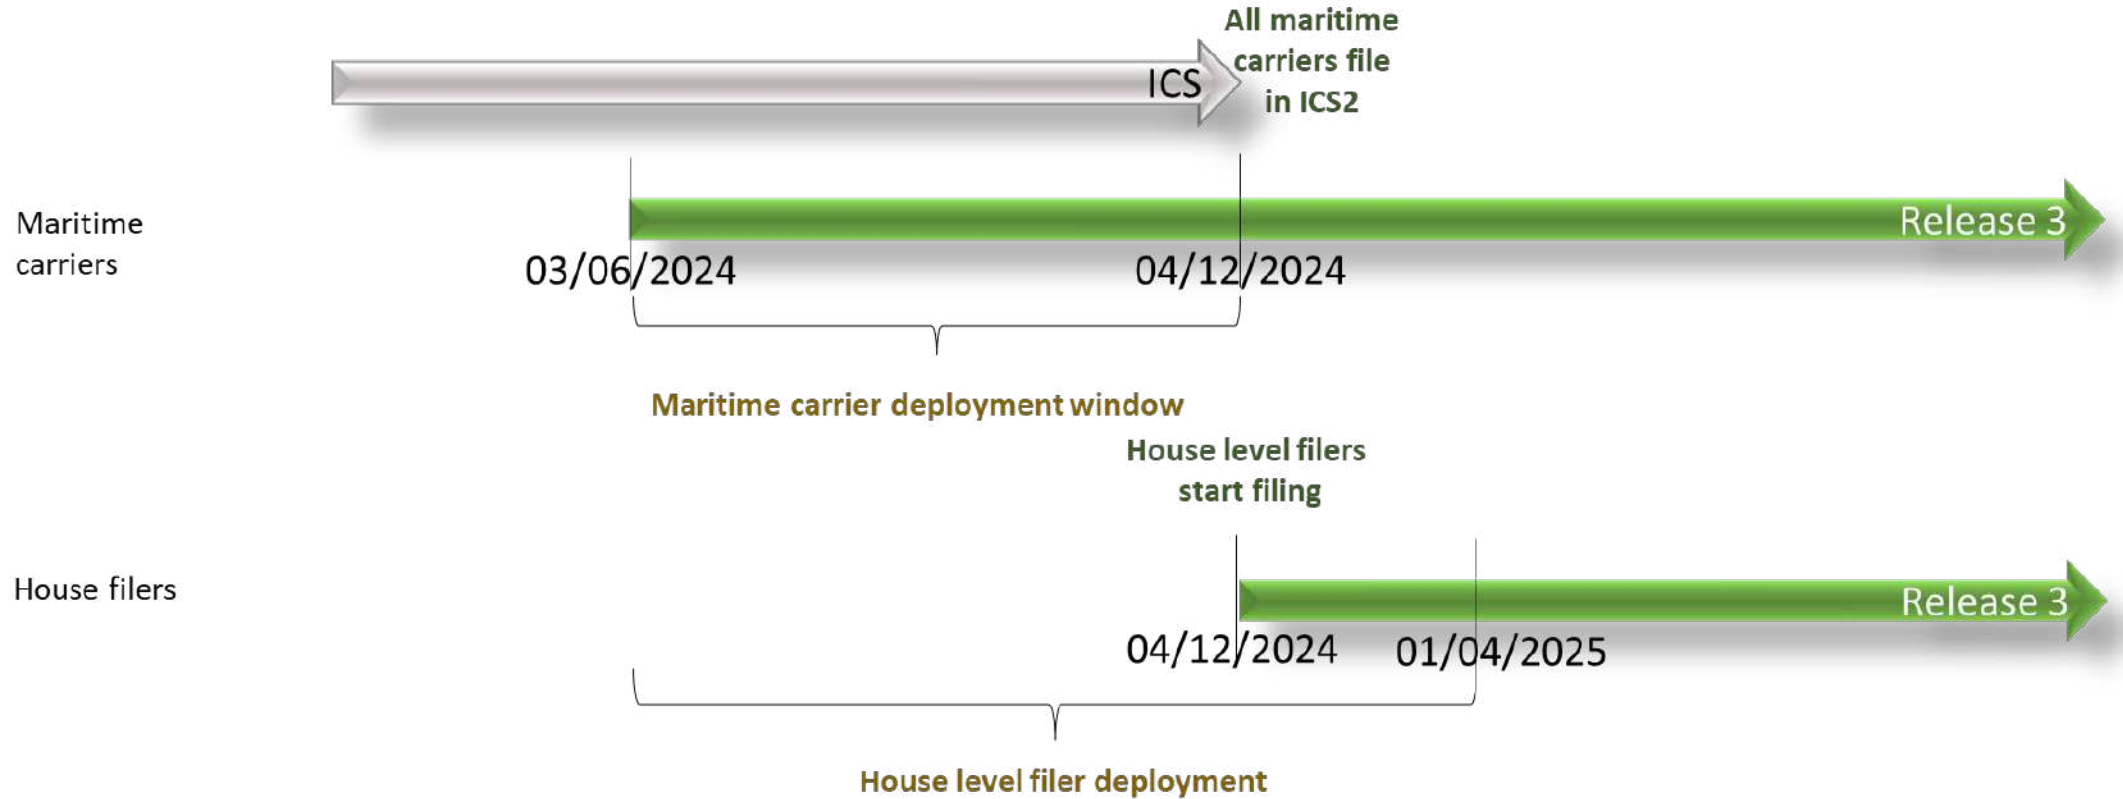 All maritime
carriers file
in ICS2
ICS
Maritime
carriers
Release 3
03/06/2024
04/12/2024
Maritime carrier deployment window
House level filers
start filing
House filers
Release 3
04/12/2024
01/04/2025
House level filer deployment